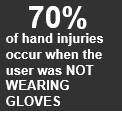 70%
of hand injuries
occur when the
user was NOT
WEARING
GLOVES